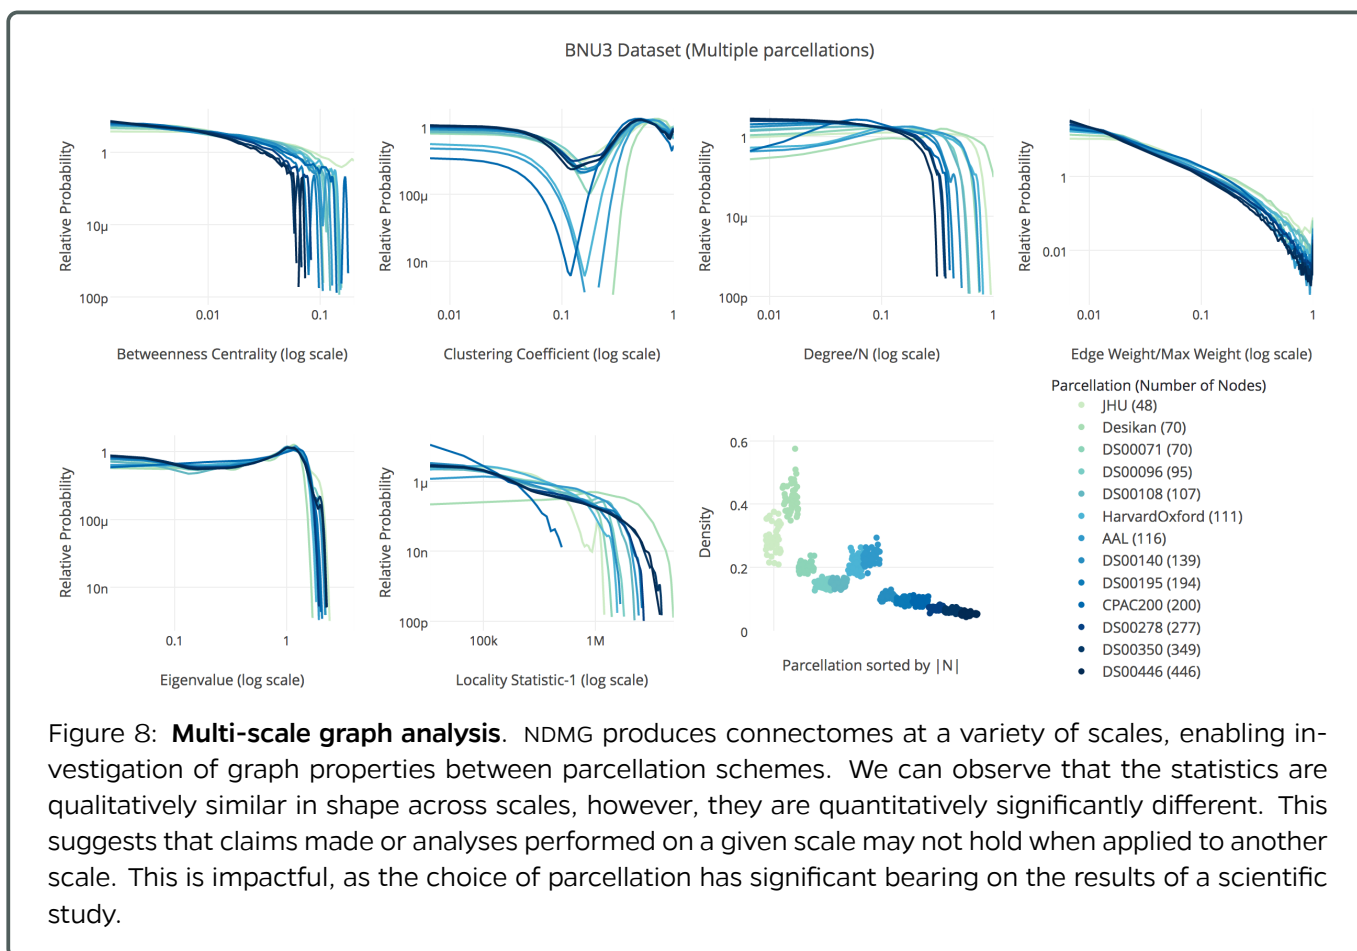 BNU3 Dataset (Multiple parcellations)
Relative Probability
1
10μ
100p
0.01
0.1
Betweenness Centrality (log scale)
Relative Probability
1
100μ
10n
0.01
0.1
1
Clustering Coefficient (log scale)
Relative Probability
1
10μ
100p
0.01
0.1
1
Degree/N (log scale)
Relative Probability
1
0.01
0.01
0.1
1
Edge Weight/Max Weight (log scale)
Relative Probability
1
100μ
10n
0.1
1
Eigenvalue (log scale)
Relative Probability
1μ
10n
100p
100k
1M
Locality Statistic-1 (log scale)
Density
0.6
0.4
0.2
0
Parcellation sorted by |N|
Parcellation (Number of Nodes)
JHU (48)
Desikan (70)
DS00071 (70)
DS00096 (95)
DS00108 (107)
HarvardOxford (111)
AAL (116)
DS00140 (139)
DS00195 (194)
CPAC200 (200)
DS00278 (277)
DS00350 (349)
DS00446 (446)
Figure 8: Multi-scale graph analysis. NDMG produces connectomes at a variety of scales, enabling in-
vestigation of graph properties between parcellation schemes. We can observe that the statistics are
qualitatively similar in shape across scales, however, they are quantitatively significantly different. This
suggests that claims made or analyses performed on a given scale may not hold when applied to another
scale. This is impactful, as the choice of parcellation has significant bearing on the results of a scientific
study.